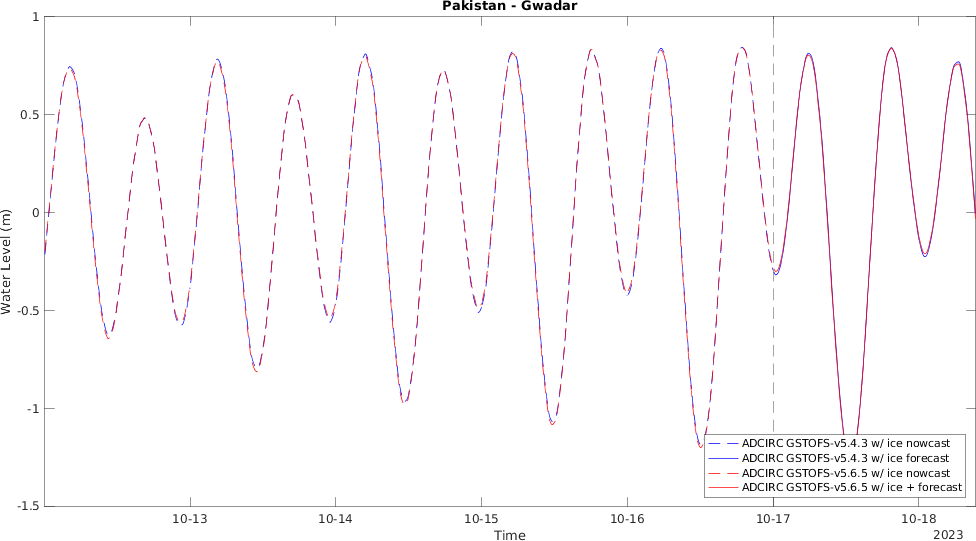 Pakistan - Gwadar
1
0.5
0
-0.5
-1
-1.5
Water Level (m)
ADCIRC GSTOFS-v5.4.3 w/ ice nowcast
ADCIRC GSTOFS-v5.4.3 w/ ice forecast
ADCIRC GSTOFS-v5.6.5 w/ ice nowcast
ADCIRC GSTOFS-v5.6.5 w/ ice + forecast
10-13 10-14 10-15 10-16 10-17 10-18
Time
2023